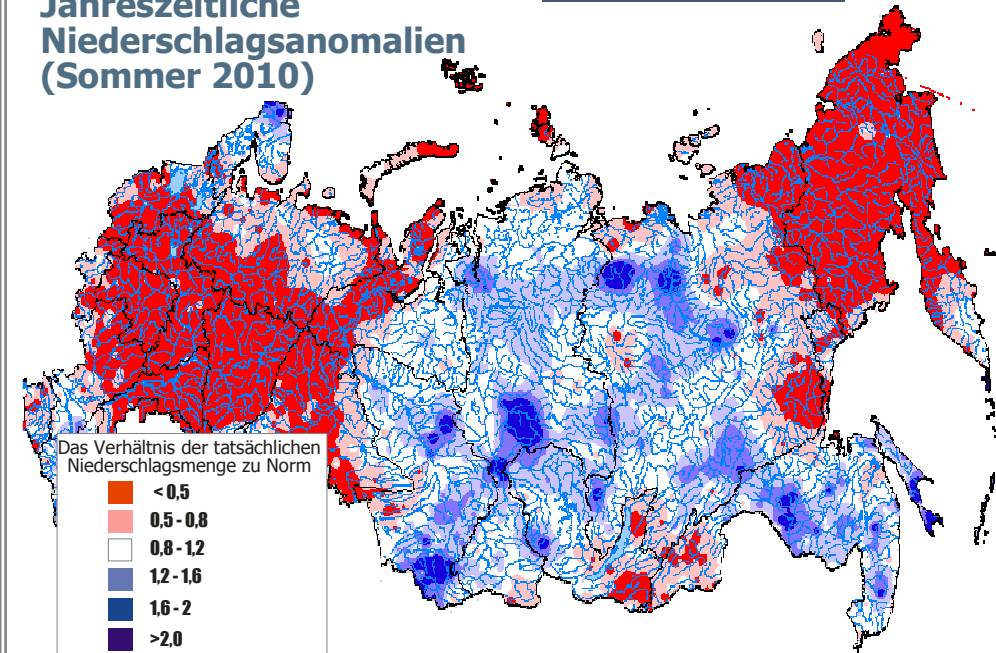 Jahreszeitliche
Niederschlagsanomalien
(Sommer 2010)
Das Verhältnis der tatsächlichen
Niederschlagsmenge zu Norm
< 0,5
0,5 - 0,8
0,8 - 1,2
1,2 - 1,6
1,6 - 2
>2,0